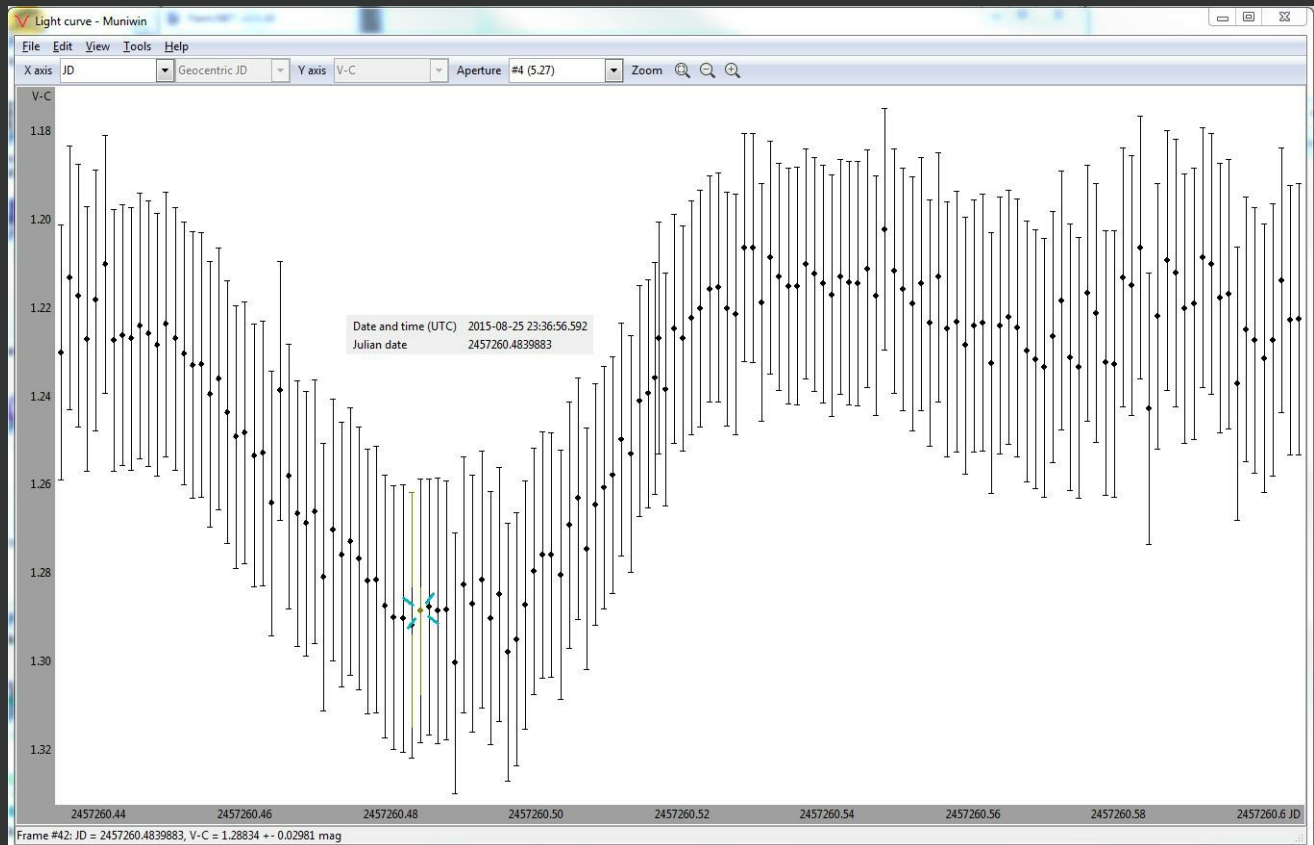 Light curve - Muniwin
File Edit View Tools Help
X axis JD Geocentric JD Y axis V-C Aperture #4 (5.27) Zoom
V-C
1.18
1.20
1.22
Date and time (UTC) 2015-08-25 23:36:56.592
Julian date 2457260.4839883
1.24
1.26
1.28
1.30
1.32
2457260.44 2457260.46 2457260.48 2457260.50 2457260.52 2457260.54 2457260.56 2457260.58 2457260.6 JD
Frame #42: JD = 2457260.4839883, V-C = 1.28834 +- 0.02981 mag